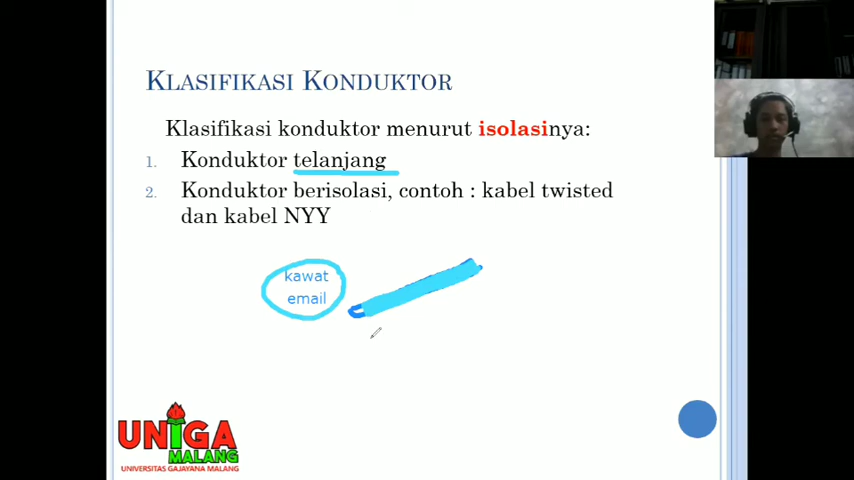 KLASIFIKASI KONDUKTOR
Klasifikasi konduktor menurut isolasinya:
1. Konduktor telanjang
2. Konduktor berisolasi, contoh : kabel twisted
dan kabel NYY
kawat
email
UNIGA
MALANG
UNIVERSITAS GAJAYANA MALANG